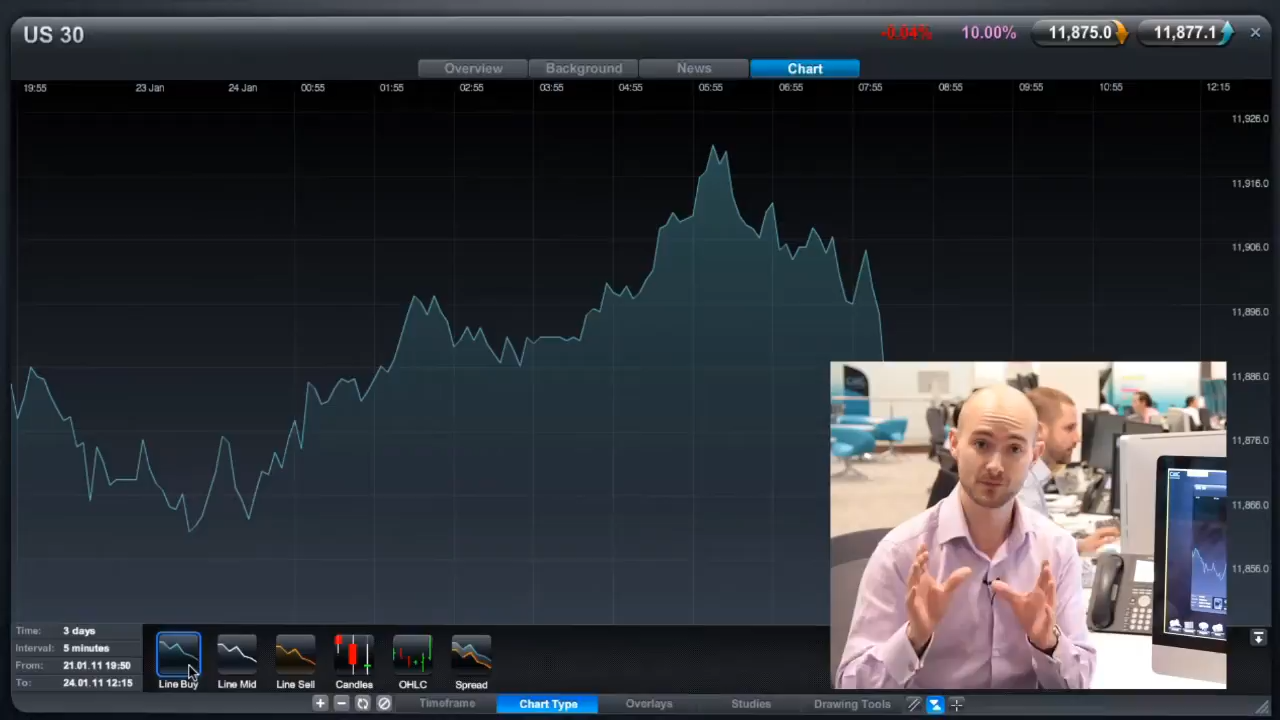 US 30
-0.04% 10.00% 11,875.0 11,877.1
Overview Background News Chart
19:55 23 Jan 24 Jan 00:55 01:55 02:55 03:55 04:55 05:55 06:55 07:55 08:55 09:55 10:55 12:15
11,926.0
11,916.0
11,906.0
11,896.0
11,886.0
11,876.0
11,866.0
11,856.0
Time: 3 days
Interval: 5 minutes
From: 21.01.11 19:50
To: 24.01.11 12:15
Line Buy Line Mid Line Sell Candles OHLC Spread
Timeframe Chart Type Overlays Studies Drawing Tools